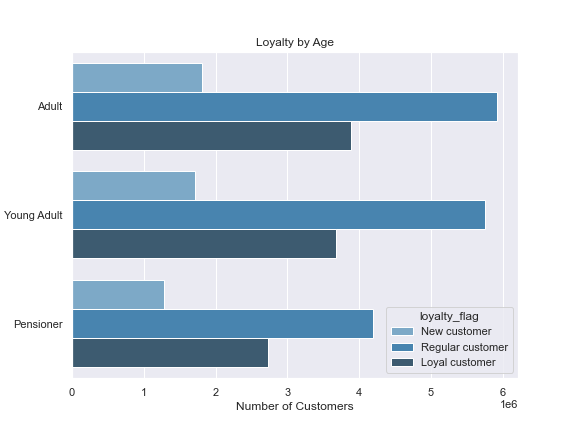 Loyalty by Age
Adult
Young Adult
Pensioner
loyalty_flag
New customer
Regular customer
Loyal customer
0 1 2 3 4 5 6
1e6
Number of Customers